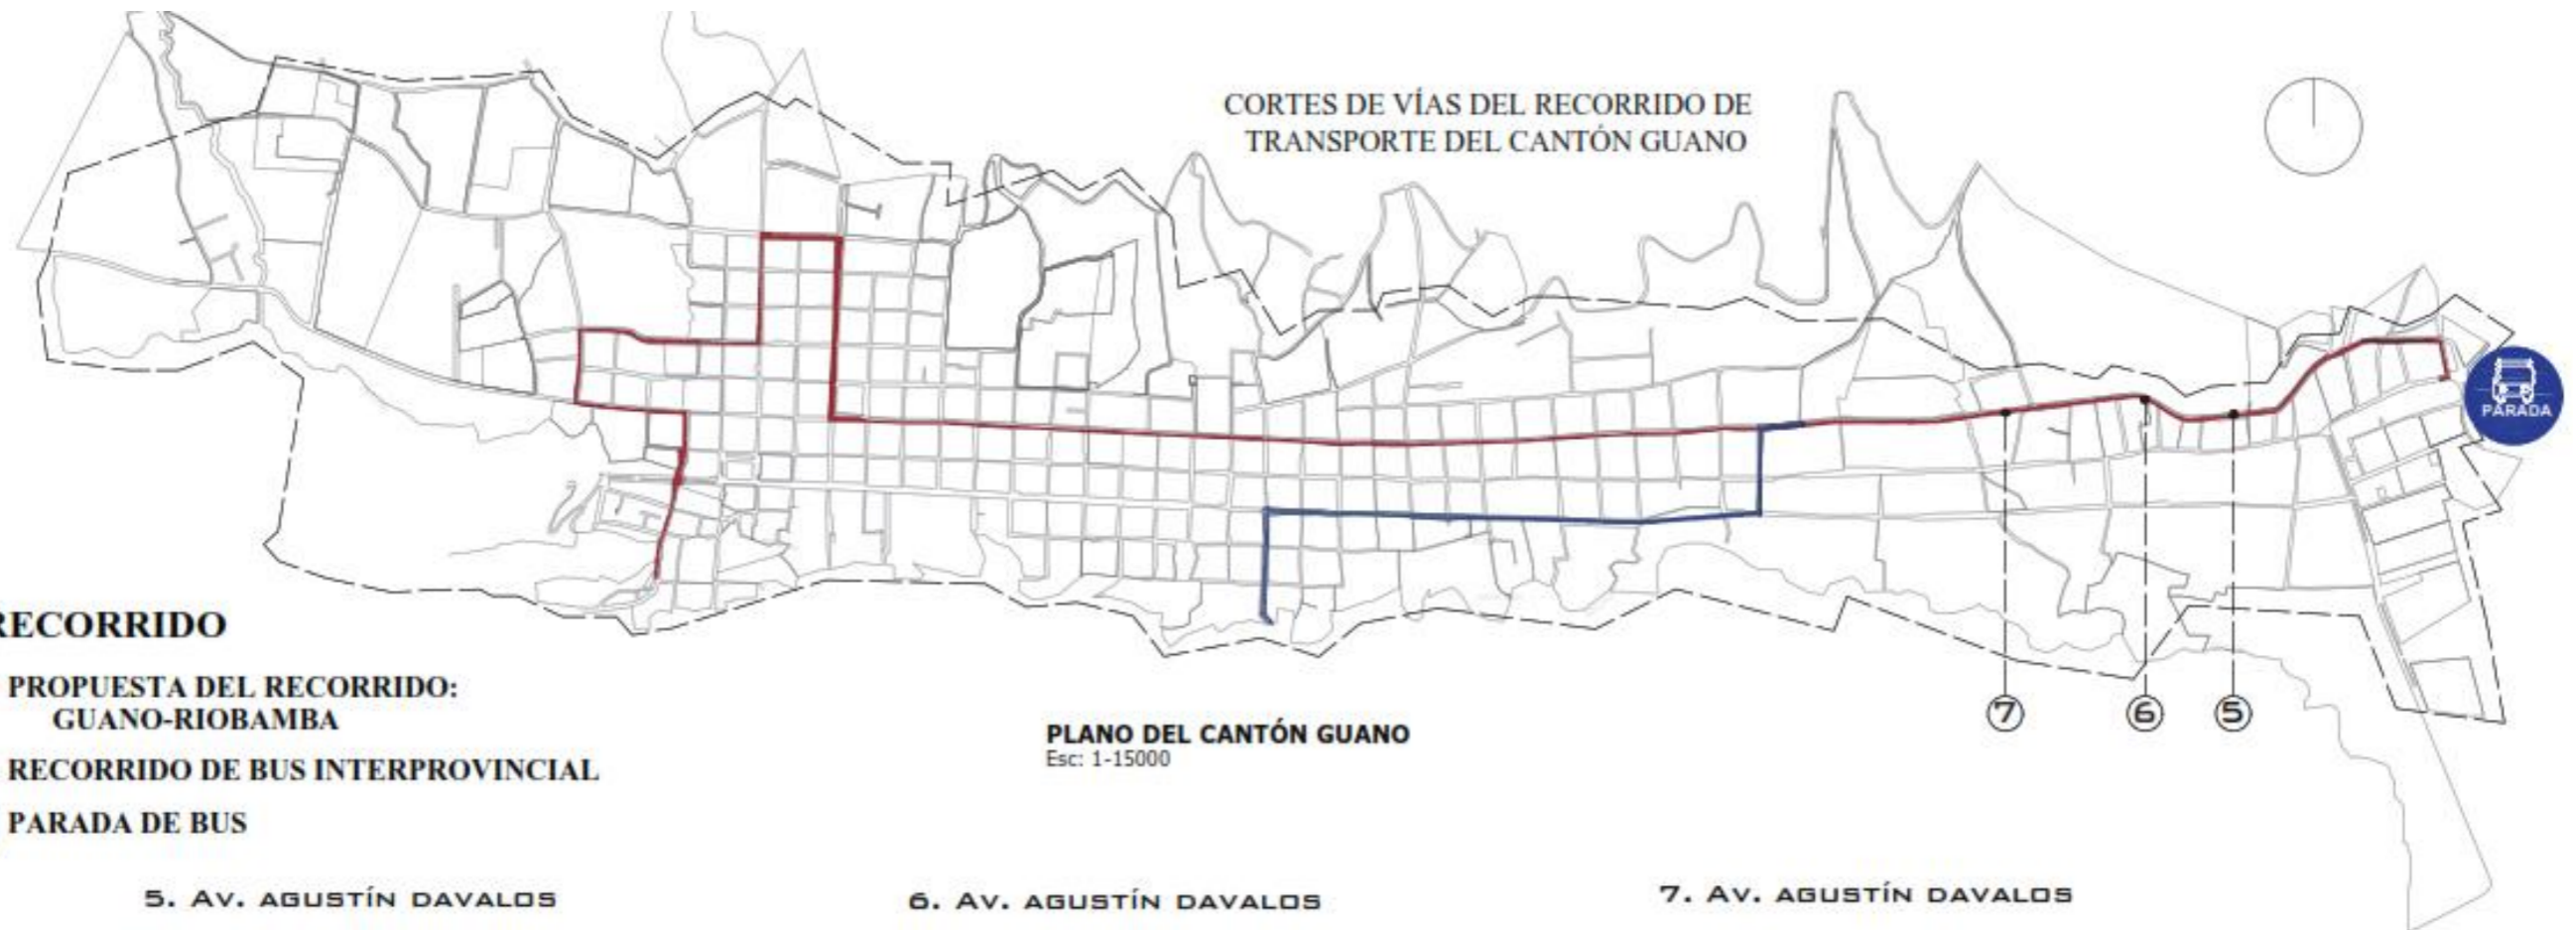 CORTES DE VÍAS DEL RECORRIDO DE
TRANSPORTE DEL CANTÓN GUANO
PARADA
RECORRIDO
PROPUESTA DEL RECORRIDO:
GUANO-RIOBAMBA
RECORRIDO DE BUS INTERPROVINCIAL
PARADA DE BUS
PLANO DEL CANTÓN GUANO
Esc: 1-15000
7
6
5
5. AV. AGUSTÍN DAVALOS
6. AV. AGUSTÍN DAVALOS
7. AV. AGUSTÍN DAVALOS